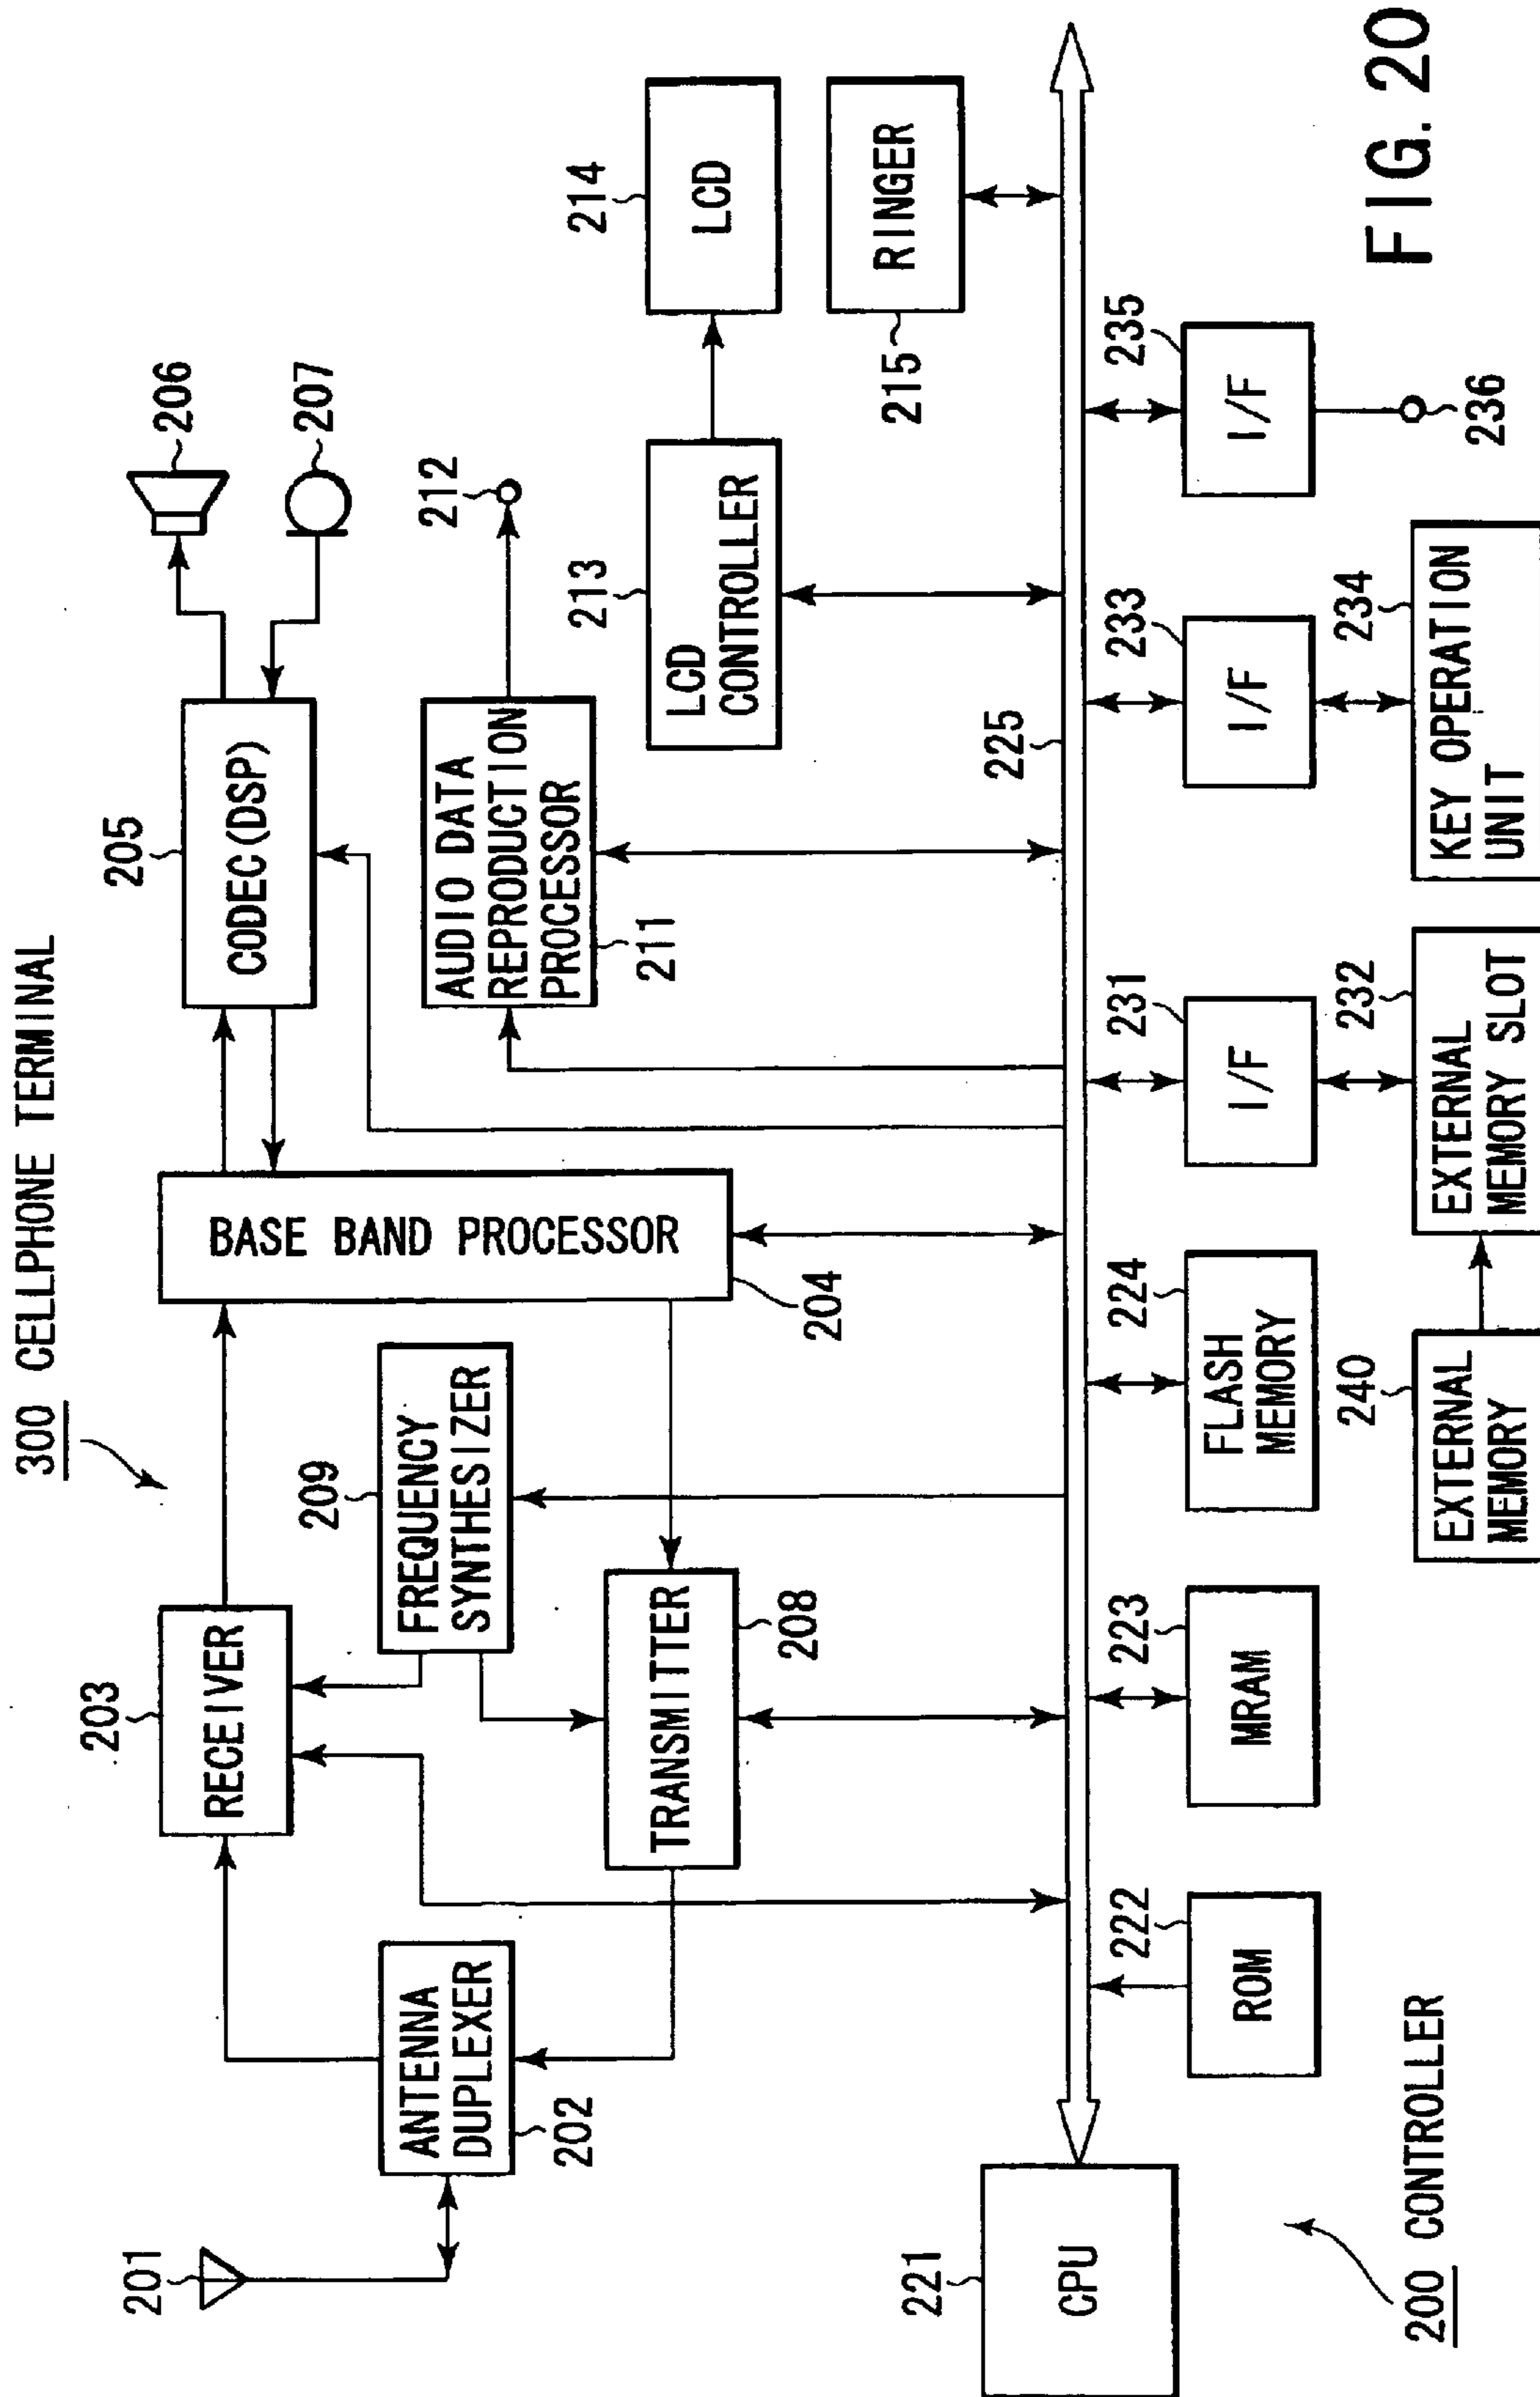 300 CELLPHONE TERMINAL
201
ANTENNA
DUPLEXER
202
203
RECEIVER
209
FREQUENCY
SYNTHESIZER
TRANSMITTER
208
BASE BAND PROCESSOR
204
205
CODEC(DSP)
206
207
AUDIO DATA
REPRODUCTION
PROCESSOR
211
212
213
LCD
CONTROLLER
214
LCD
RINGER
215
225
221
CPU
222
ROM
223
MRAM
224
FLASH
MEMORY
231
I/F
233
I/F
235
I/F
236
240
EXTERNAL
MEMORY
232
EXTERNAL
MEMORY SLOT
234
KEY OPERATION
UNIT
200 CONTROLLER
FIG. 20